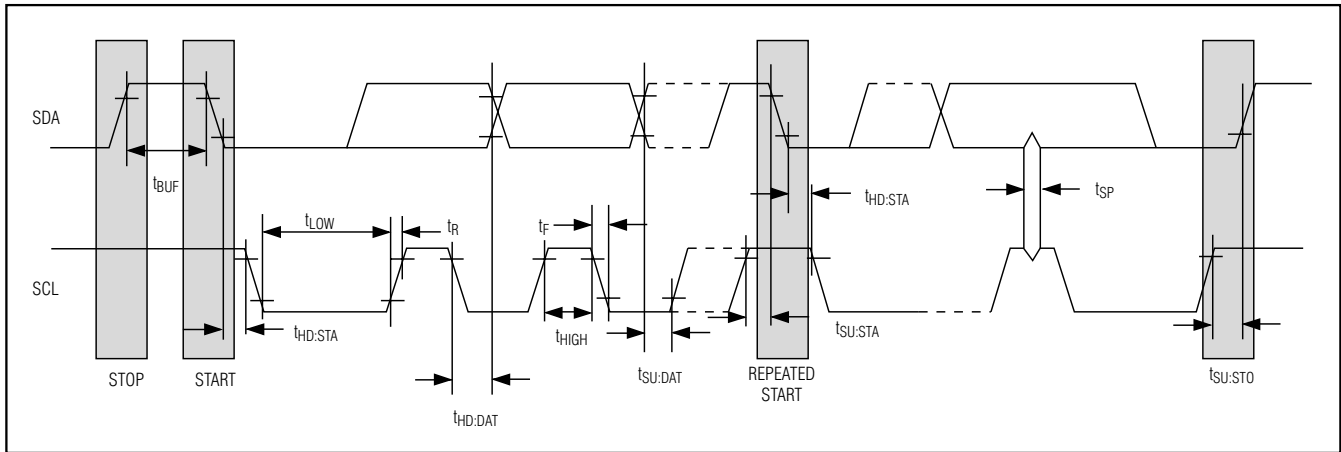 SDA
tBUF
tLOW
tR
tF
tHD:STA
tSP
SCL
tHD:STA
tHIGH
tSU:DAT
tSU:STA
STOP
START
REPEATED
START
tSU:STO
tHD:DAT